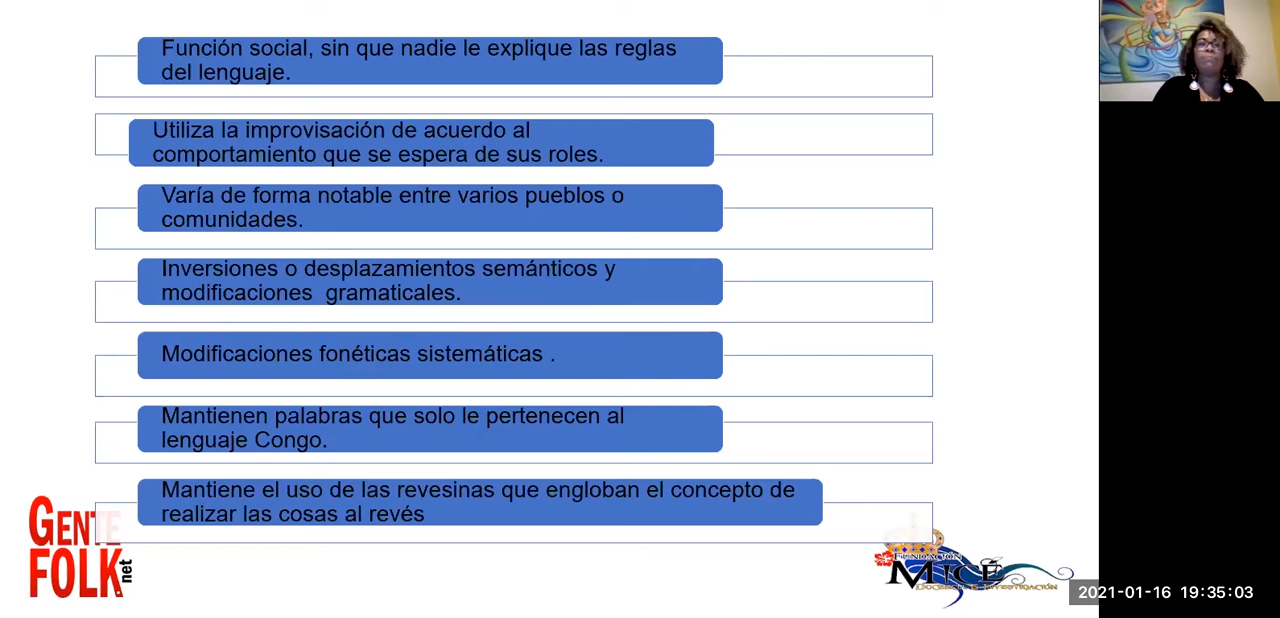 Función social, sin que nadie le explique las reglas
del lenguaje.
Utiliza la improvisación de acuerdo al
comportamiento que se espera de sus roles.
Varía de forma notable entre varios pueblos o
comunidades.
Inversiones o desplazamientos semánticos y
modificaciones  gramaticales.
Modificaciones fonéticas sistemáticas .
Mantienen palabras que solo le pertenecen al
lenguaje Congo.
Mantiene el uso de las revesinas que engloban el concepto de
realizar las cosas al revés
GENTE
FOLK.net
FUNDACIÓN
MICÉ
DOCENCIA E INVESTIGACIÓN
2021-01-16 19:35:03